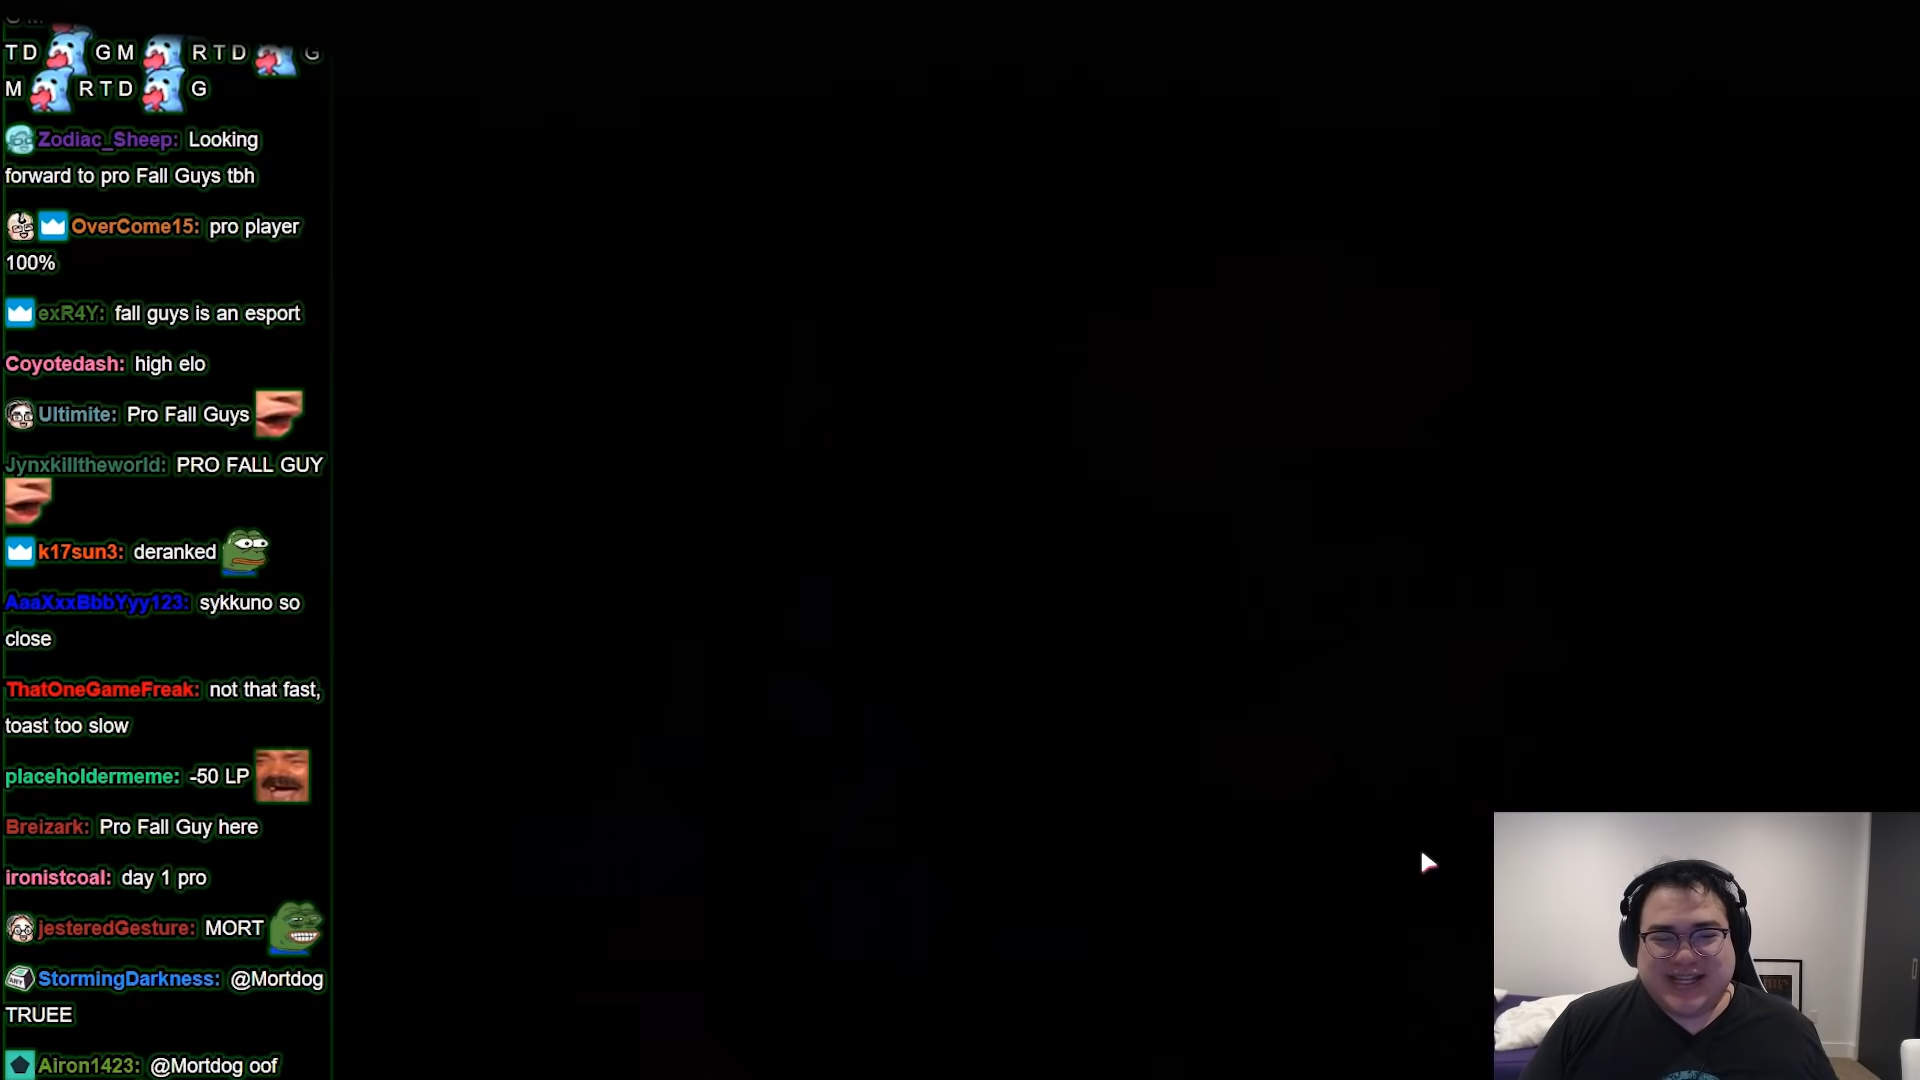 T D G M R T D G
M R T D G
Zodiac_Sheep: Looking
forward to pro Fall Guys tbh
OverCome15: pro player
100%
exR4Y: fall guys is an esport
Coyotedash: high elo
Ultimite: Pro Fall Guys
Jynxkilltheworld: PRO FALL GUY
k17sun3: deranked
AaaXxxBbbYyy123: sykkuno so
close
ThatOneGameFreak: not that fast,
toast too slow
placeholdermeme: -50 LP
Breizark: Pro Fall Guy here
ironistcoal: day 1 pro
jesteredGesture: MORT
StormingDarkness: @Mortdog
TRUEE
Airon1423: @Mortdog oof